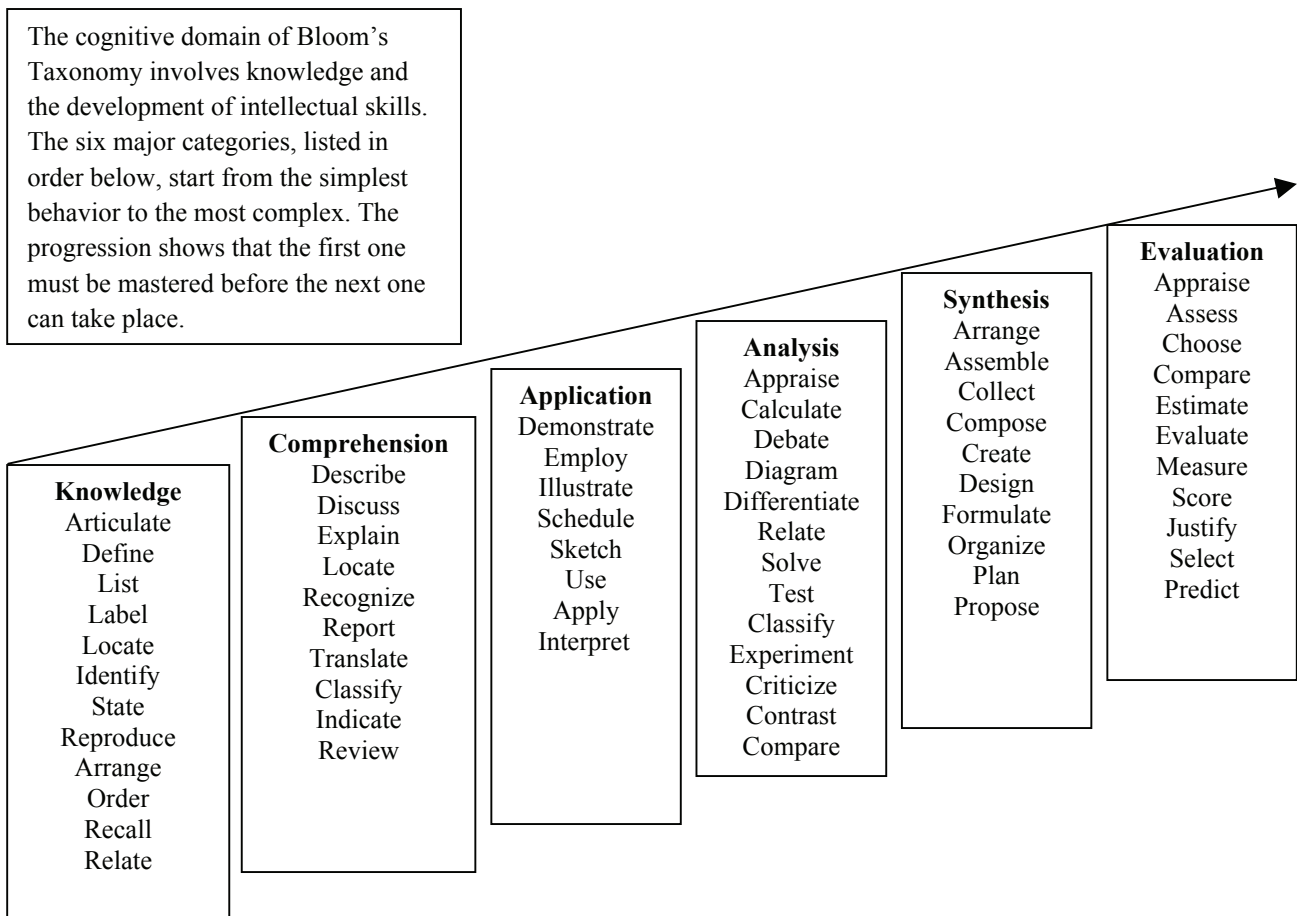 The cognitive domain of Bloom’s
Taxonomy involves knowledge and
the development of intellectual skills.
The six major categories, listed in
order below, start from the simplest
behavior to the most complex. The
progression shows that the first one
must be mastered before the next one
can take place.
Knowledge
Articulate
Define
List
Label
Locate
Identify
State
Reproduce
Arrange
Order
Recall
Relate
Comprehension
Describe
Discuss
Explain
Locate
Recognize
Report
Translate
Classify
Indicate
Review
Application
Demonstrate
Employ
Illustrate
Schedule
Sketch
Use
Apply
Interpret
Analysis
Appraise
Calculate
Debate
Diagram
Differentiate
Relate
Solve
Test
Classify
Experiment
Criticize
Contrast
Compare
Synthesis
Arrange
Assemble
Collect
Compose
Create
Design
Formulate
Organize
Plan
Propose
Evaluation
Appraise
Assess
Choose
Compare
Estimate
Evaluate
Measure
Score
Justify
Select
Predict